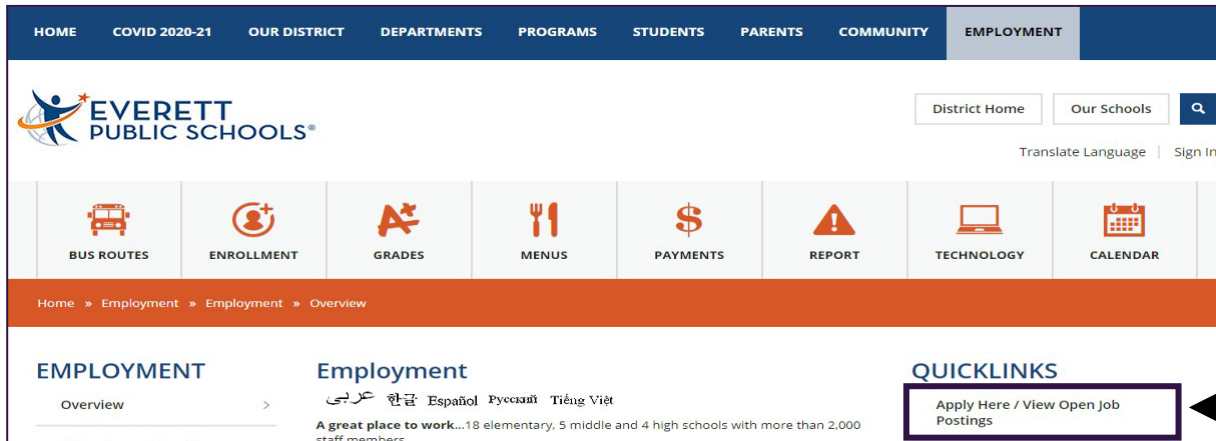 HOME COVID 2020-21 OUR DISTRICT DEPARTMENTS PROGRAMS STUDENTS PARENTS COMMUNITY EMPLOYMENT
EVERETT
PUBLIC SCHOOLS®
District Home Our Schools
Translate Language | Sign In
BUS ROUTES ENROLLMENT GRADES MENUS PAYMENTS REPORT TECHNOLOGY CALENDAR
Home » Employment » Employment » Overview
EMPLOYMENT
Overview >
Employment
عربى 한글 Español Русский Tiếng Việt
A great place to work...18 elementary, 5 middle and 4 high schools with more than 2,000
staff members
QUICKLINKS
Apply Here / View Open Job
Postings